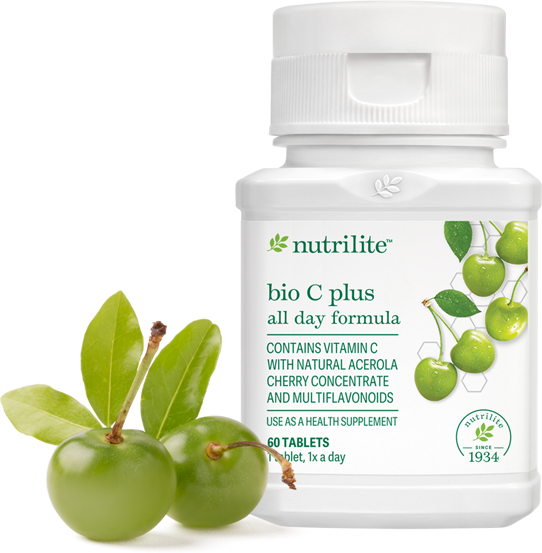 nutrilite™
bio C plus
all day formula
CONTAINS VITAMIN C
WITH NATURAL ACEROLA
CHERRY CONCENTRATE
AND MULTIFLAVONOIDS
USE AS A HEALTH SUPPLEMENT
60 TABLETS
1 tablet, 1x a day
nutrilite
SINCE
1934